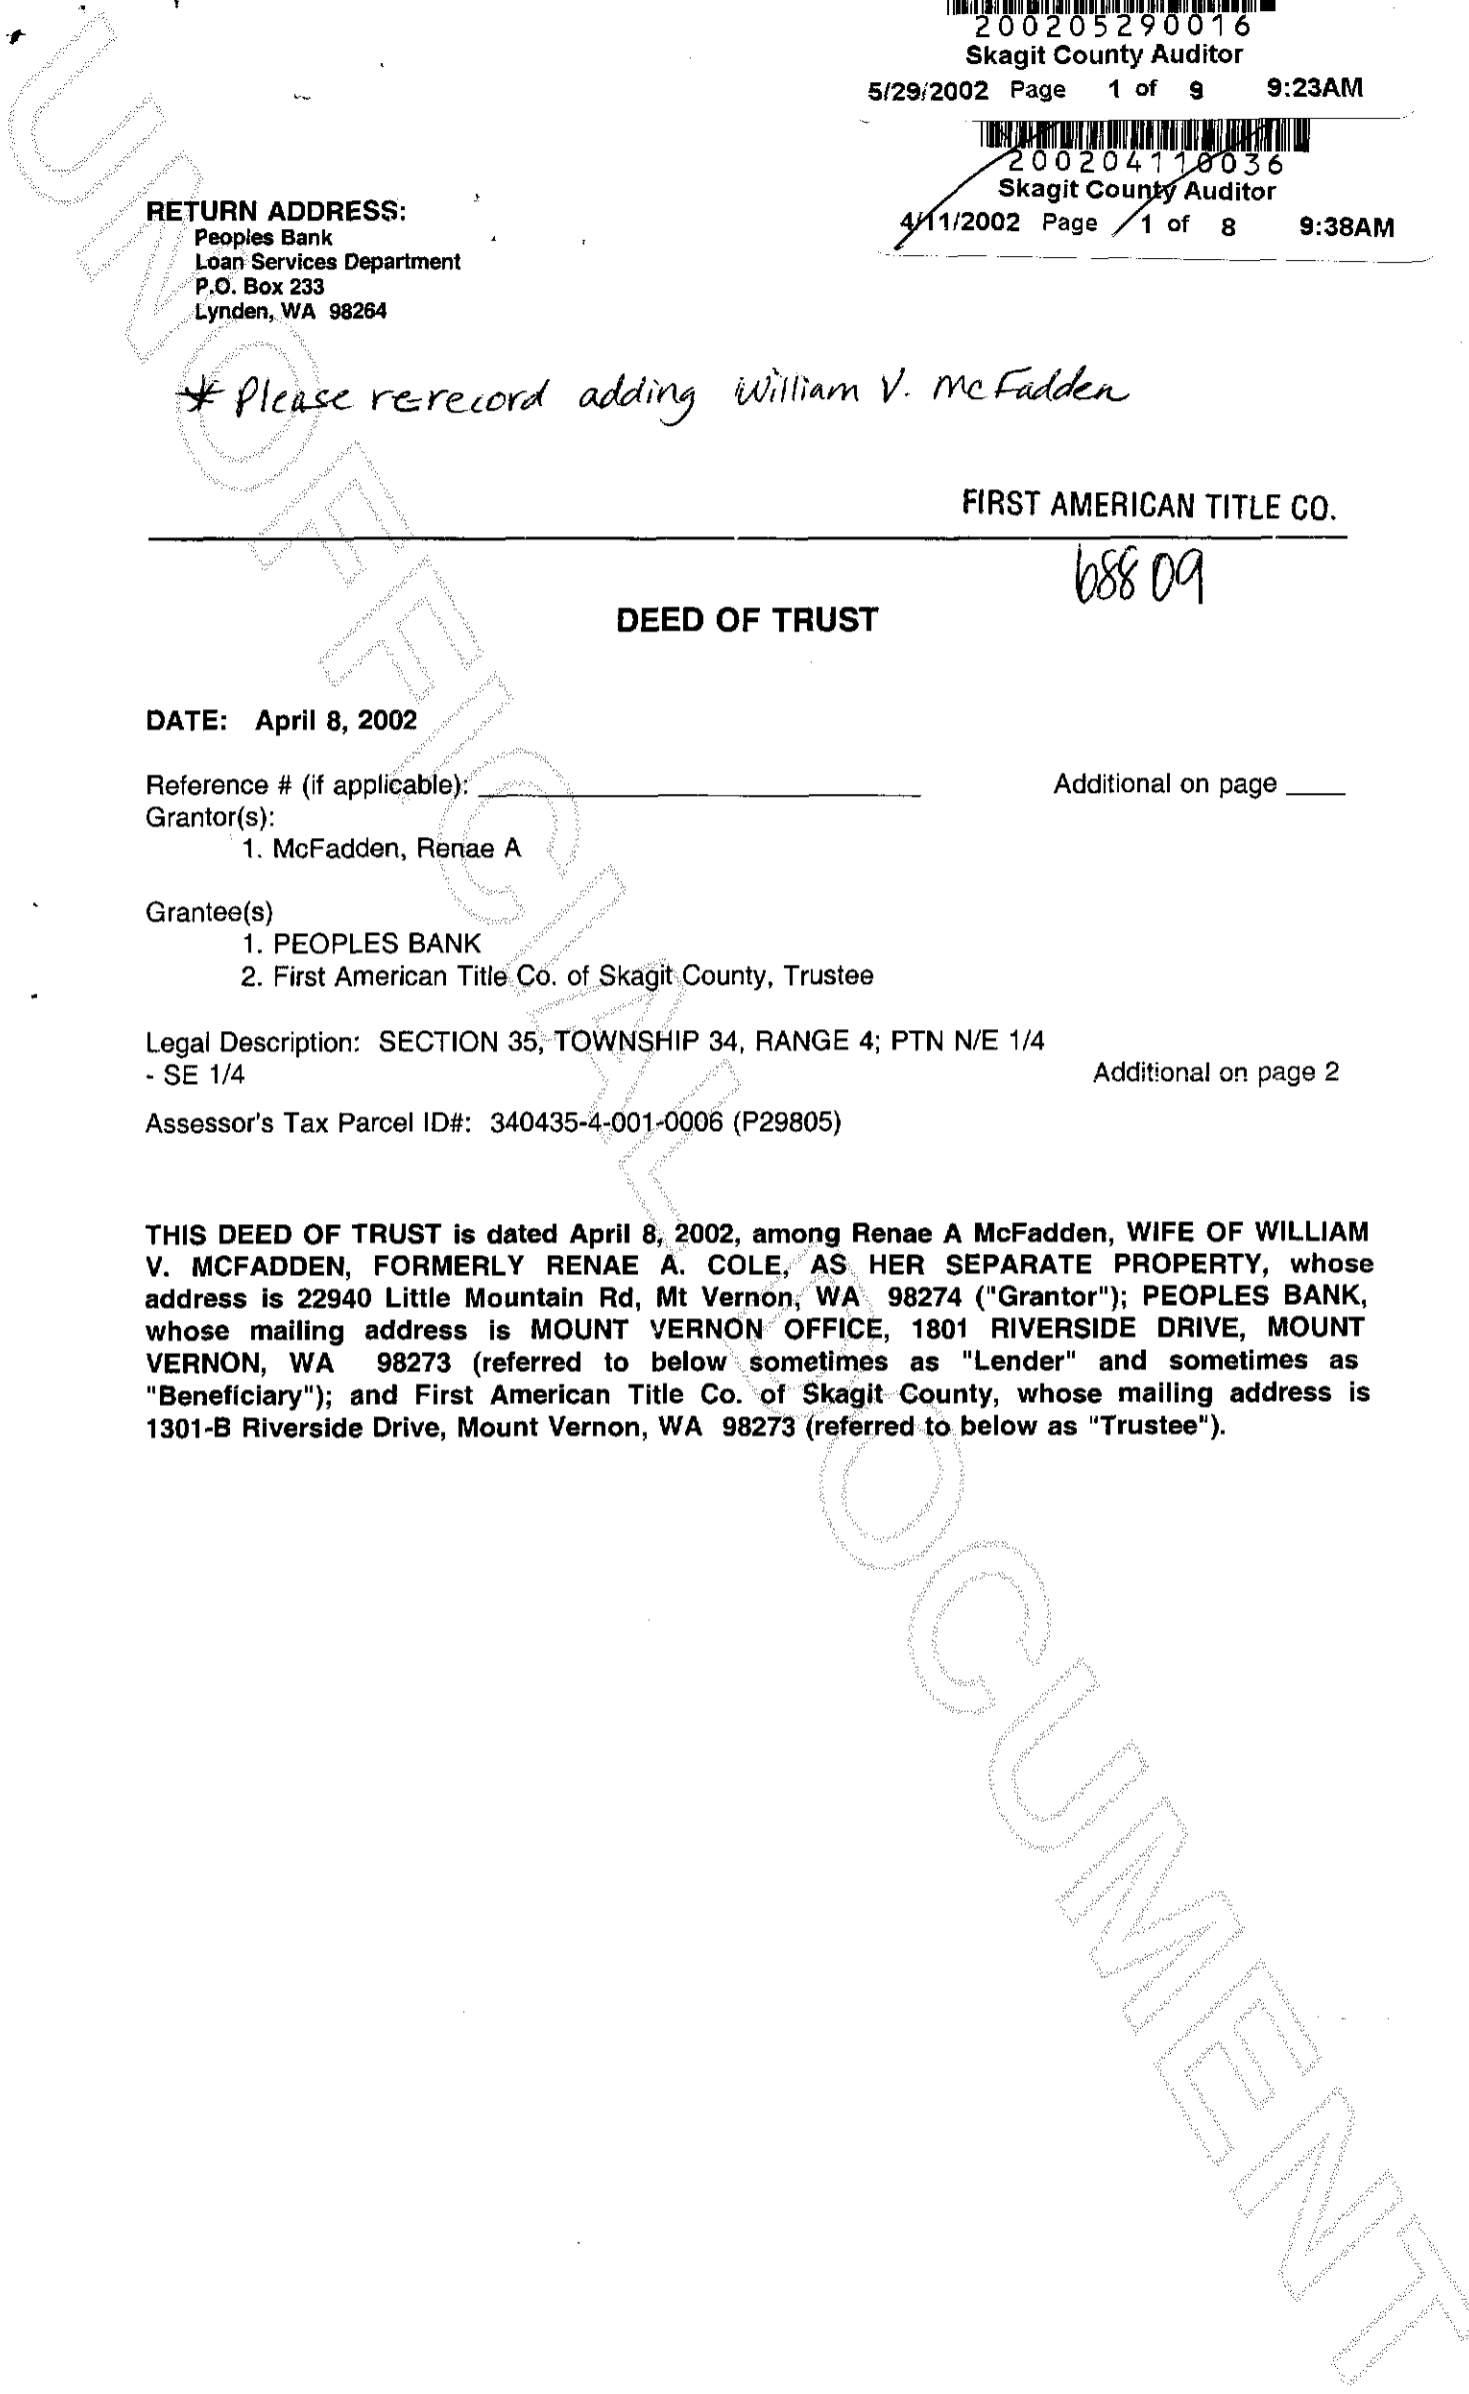 200205290016
Skagit County Auditor
5/29/2002 Page 1 of 9 9:23AM
200204110036
Skagit County Auditor
4/11/2002 Page 1 of 8 9:38AM
RETURN ADDRESS:
Peoples Bank
Loan Services Department
P.O. Box 233
Lynden, WA 98264
* Please rerecord adding William V. McFadden
FIRST AMERICAN TITLE CO.
68809
DEED OF TRUST
DATE: April 8, 2002
Reference # (if applicable): Additional on page
Grantor(s):
1. McFadden, Renae A
Grantee(s)
1. PEOPLES BANK
2. First American Title Co. of Skagit County, Trustee
Legal Description: SECTION 35, TOWNSHIP 34, RANGE 4; PTN N/E 1/4
- SE 1/4 Additional on page 2
Assessor's Tax Parcel ID#: 340435-4-001-0006 (P29805)
THIS DEED OF TRUST is dated April 8, 2002, among Renae A McFadden, WIFE OF WILLIAM
V. MCFADDEN, FORMERLY RENAE A. COLE, AS HER SEPARATE PROPERTY, whose
address is 22940 Little Mountain Rd, Mt Vernon, WA 98274 ("Grantor"); PEOPLES BANK,
whose mailing address is MOUNT VERNON OFFICE, 1801 RIVERSIDE DRIVE, MOUNT
VERNON, WA 98273 (referred to below sometimes as "Lender" and sometimes as
"Beneficiary"); and First American Title Co. of Skagit County, whose mailing address is
1301-B Riverside Drive, Mount Vernon, WA 98273 (referred to below as "Trustee").
UNOFFICIAL DOCUMENT